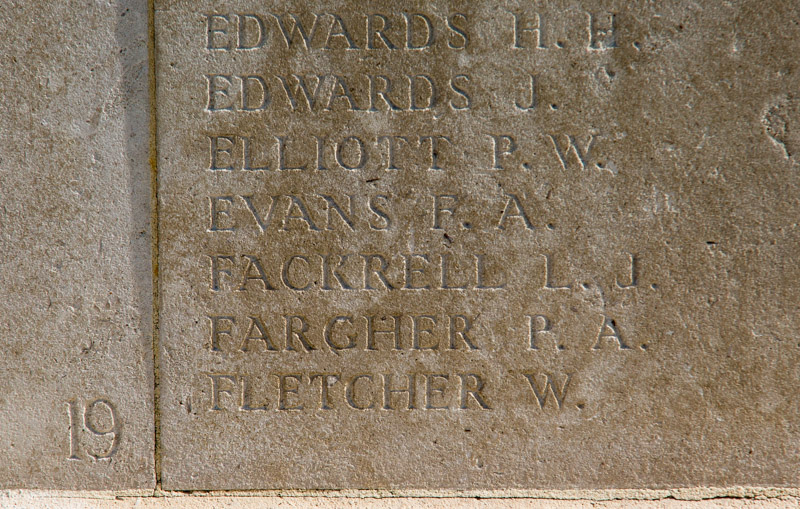 EDWARDS H. H.
EDWARDS J.
ELLIOTT P. W.
EVANS F. A.
FACKRELL L. J.
FARGHER P. A.
FLETCHER W.
19